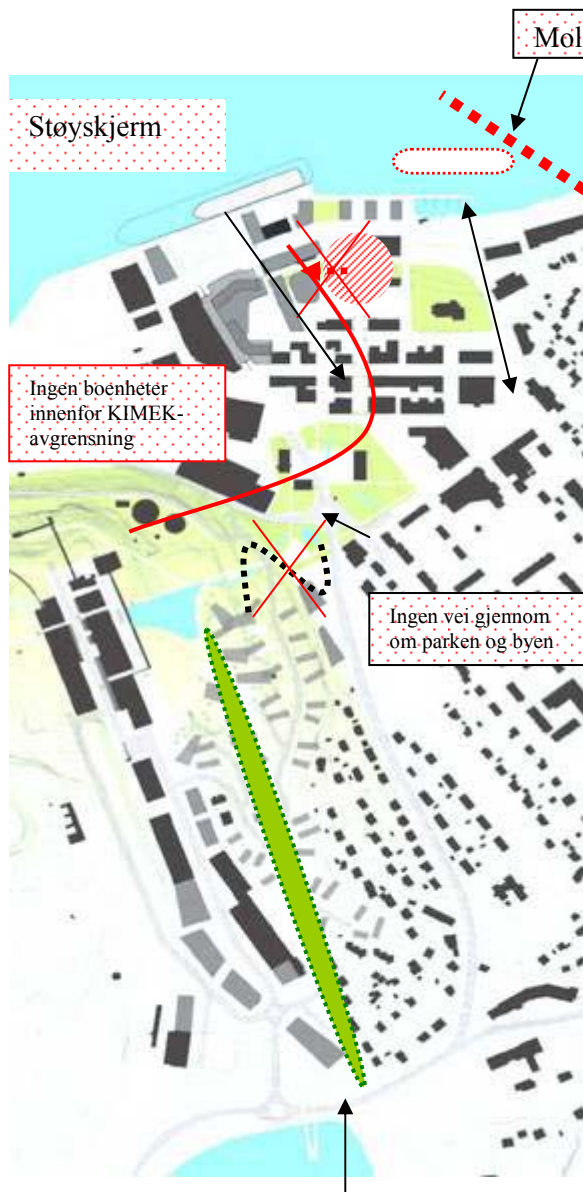 Mol
Støyskjerm
Ingen boenheter
innenfor KIMEK-
avgrensning
Ingen vei gjennom
om parken og byen